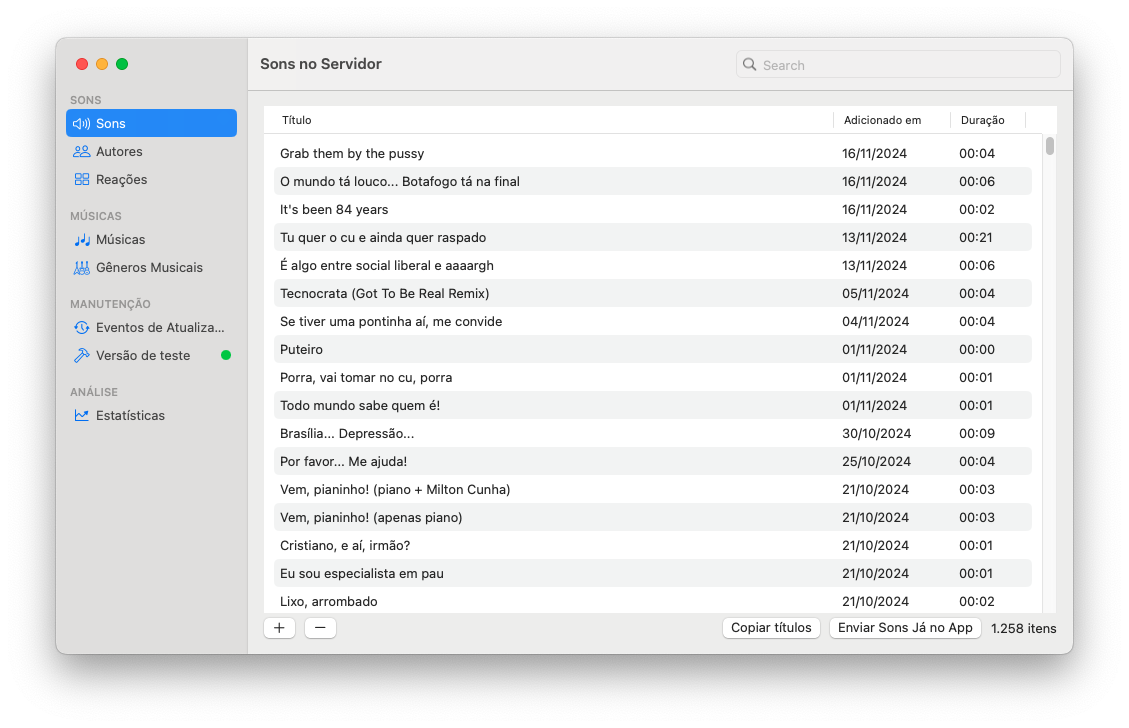 SONS
Sons
Autores
Reações
MÚSICAS
Músicas
Gêneros Musicais
MANUTENÇÃO
Eventos de Atualiza...
Versão de teste
ANÁLISE
Estatísticas
Sons no Servidor
Search
Título Adicionado em Duração
Grab them by the pussy 16/11/2024 00:04
O mundo tá louco... Botafogo tá na final 16/11/2024 00:06
It's been 84 years 16/11/2024 00:02
Tu quer o cu e ainda quer raspado 13/11/2024 00:21
É algo entre social liberal e aaaargh 13/11/2024 00:06
Tecnocrata (Got To Be Real Remix) 05/11/2024 00:04
Se tiver uma pontinha aí, me convide 04/11/2024 00:04
Puteiro 01/11/2024 00:00
Porra, vai tomar no cu, porra 01/11/2024 00:01
Todo mundo sabe quem é! 01/11/2024 00:01
Brasília... Depressão... 30/10/2024 00:09
Por favor... Me ajuda! 25/10/2024 00:04
Vem, pianinho! (piano + Milton Cunha) 21/10/2024 00:03
Vem, pianinho! (apenas piano) 21/10/2024 00:03
Cristiano, e aí, irmão? 21/10/2024 00:01
Eu sou especialista em pau 21/10/2024 00:01
Lixo, arrombado 21/10/2024 00:02
+ − Copiar títulos Enviar Sons Já no App 1.258 itens